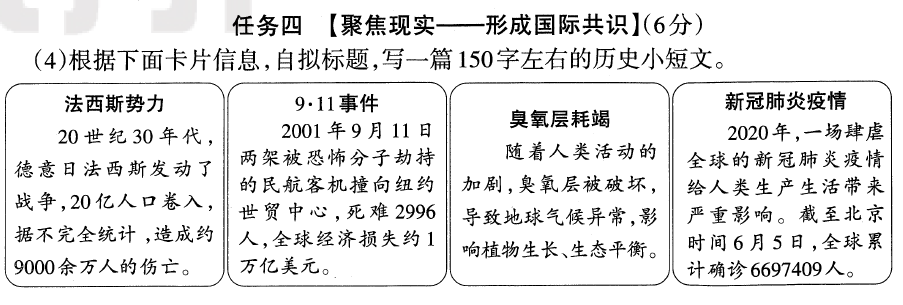 任务四 【聚焦现实——形成国际共识】(6分)
(4)根据下面卡片信息,自拟标题,写一篇150字左右的历史小短文。
法西斯势力
20世纪30年代,
德意日法西斯发动了
战争,20亿人口卷入,
据不完全统计,造成约
9000余万人的伤亡。
9·11事件
2001年9月11日
两架被恐怖分子劫持
的民航客机撞向纽约
世贸中心,死难2996
人,全球经济损失约1
万亿美元。
臭氧层耗竭
随着人类活动的
加剧,臭氧层被破坏,
导致地球气候异常,影
响植物生长、生态平衡。
新冠肺炎疫情
2020年,一场肆虐
全球的新冠肺炎疫情
给人类生产生活带来
严重影响。截至北京
时间6月5日,全球累
计确诊6697409人。